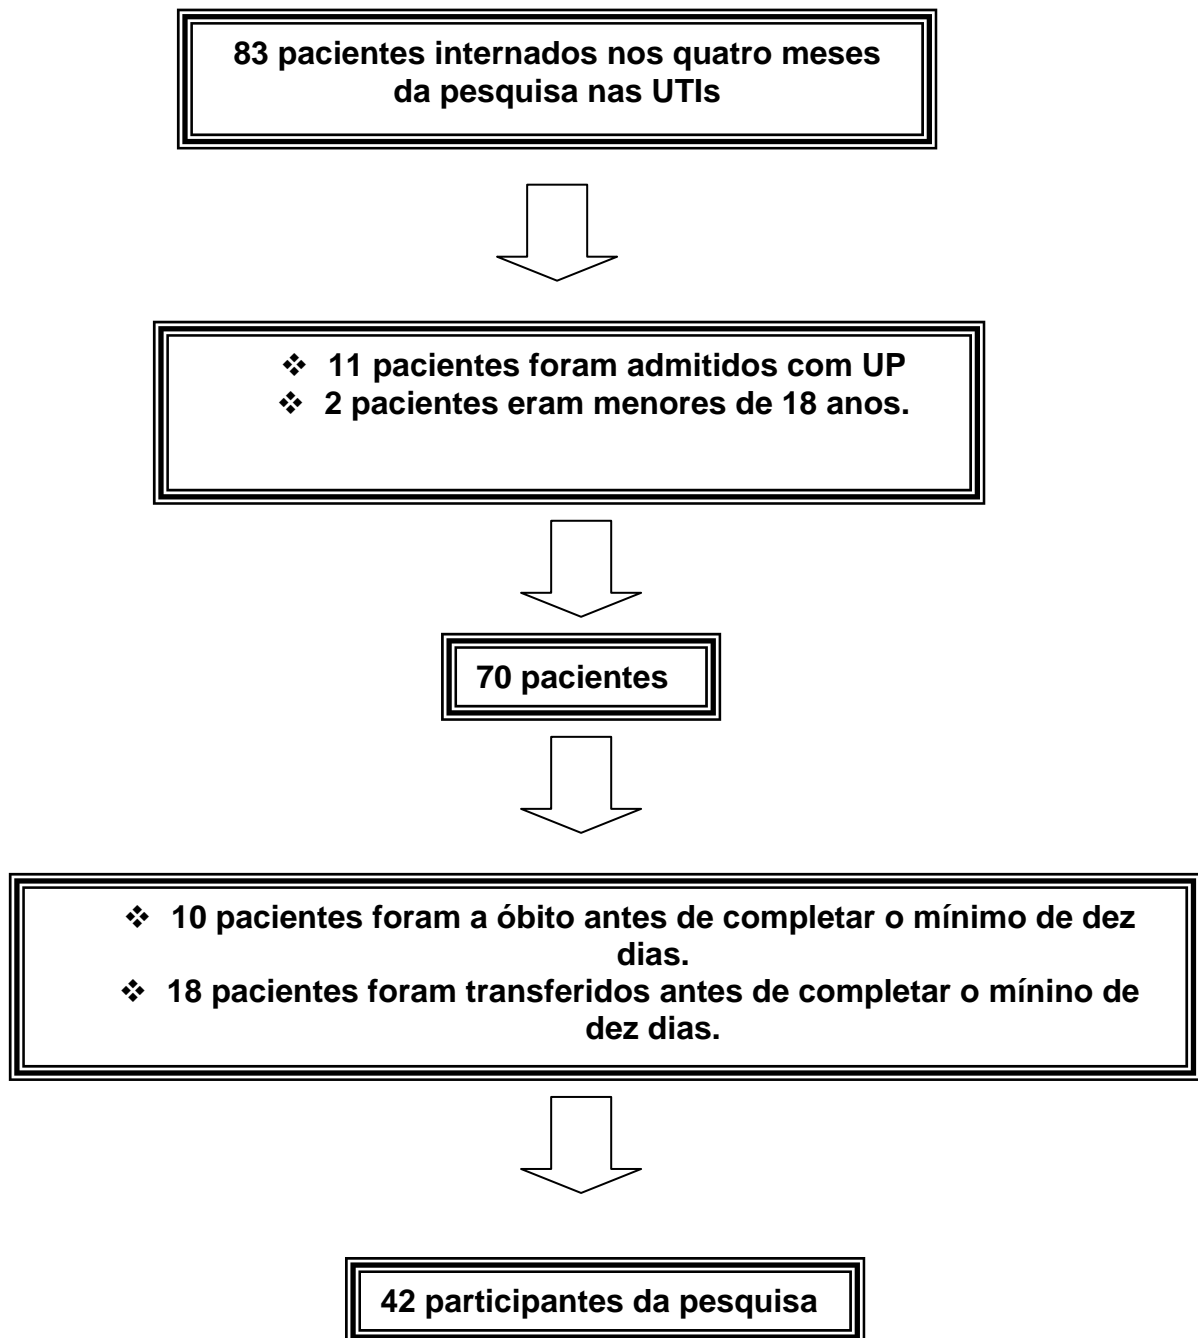 83 pacientes internados nos quatro meses
da pesquisa nas UTIs
❖ 11 pacientes foram admitidos com UP
❖ 2 pacientes eram menores de 18 anos.
70 pacientes
❖ 10 pacientes foram a óbito antes de completar o mínimo de dez
dias.
❖ 18 pacientes foram transferidos antes de completar o mínino de
dez dias.
42 participantes da pesquisa